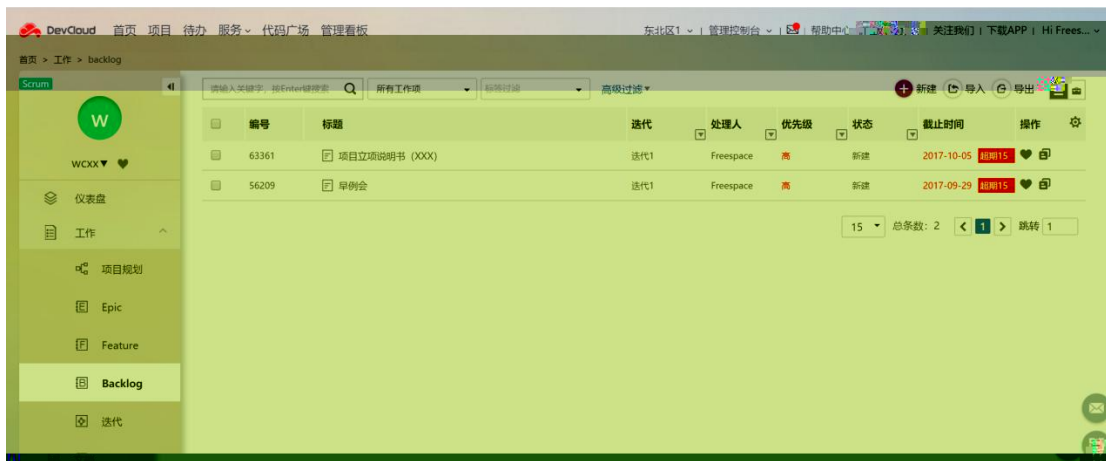 DevCloud 首页 项目 待办 服务 代码广场 管理看板 东北区1 | 管理控制台 | | 帮助中心 关注我们 | 下载APP | Hi Frees...
首页 > 工作 > backlog
Scrum
请输入关键字，按Enter键搜索 所有工作项 标签过滤 高级过滤 新建 导入 导出
W
WCXX
编号 标题 迭代 处理人 优先级 状态 截止时间 操作
63361 项目立项说明书（XXX） 迭代1 Freespace 高 新建 2017-10-05 超期15
56209 早例会 迭代1 Freespace 高 新建 2017-09-29 超期15
15 总条数：2 < 1 > 跳转 1
仪表盘
工作
项目规划
E Epic
F Feature
B Backlog
迭代